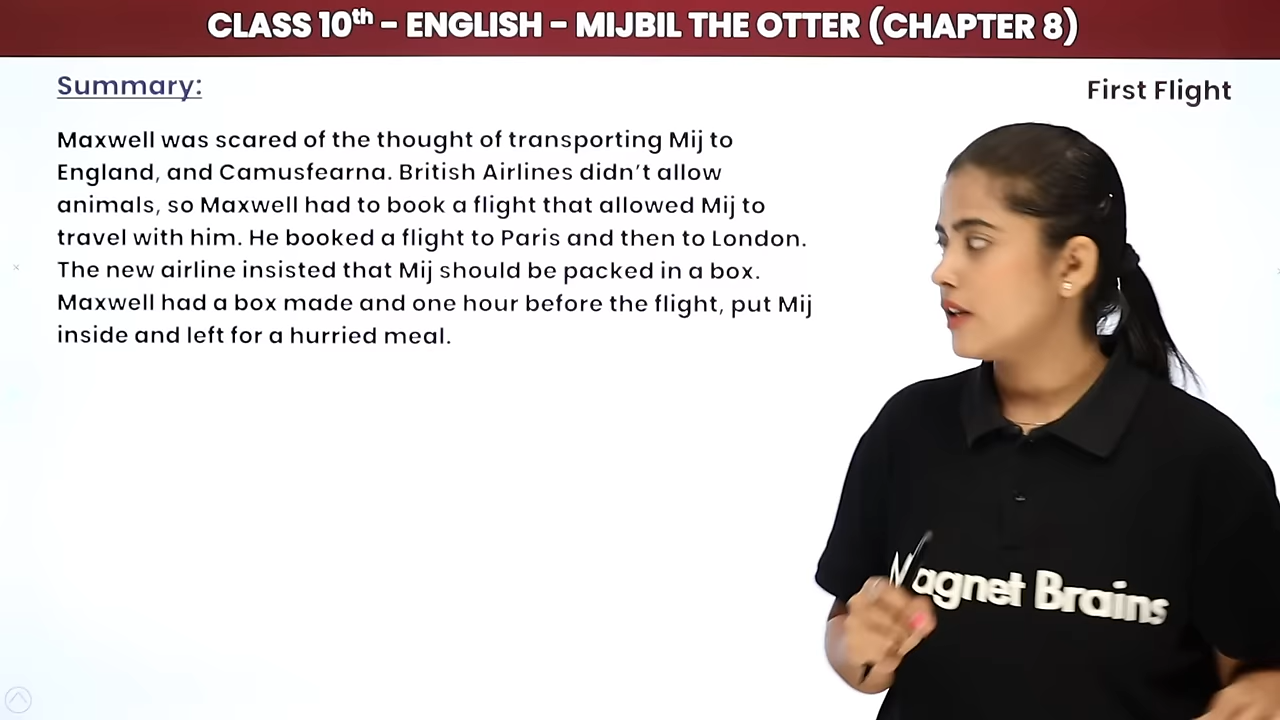 CLASS 10th – ENGLISH – MIJBIL THE OTTER (CHAPTER 8)
Summary:
First Flight
Maxwell was scared of the thought of transporting Mij to
England, and Camusfearna. British Airlines didn't allow
animals, so Maxwell had to book a flight that allowed Mij to
travel with him. He booked a flight to Paris and then to London.
The new airline insisted that Mij should be packed in a box.
Maxwell had a box made and one hour before the flight, put Mij
inside and left for a hurried meal.
Magnet Brains